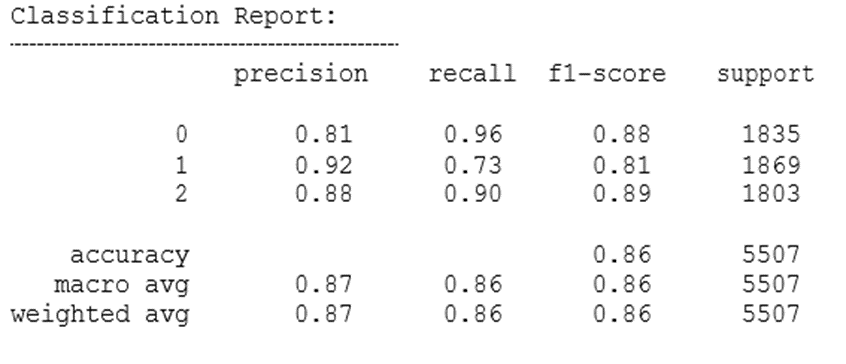 Classification Report:
precision recall f1-score support
0 0.81 0.96 0.88 1835
1 0.92 0.73 0.81 1869
2 0.88 0.90 0.89 1803
accuracy 0.86 5507
macro avg 0.87 0.86 0.86 5507
weighted avg 0.87 0.86 0.86 5507